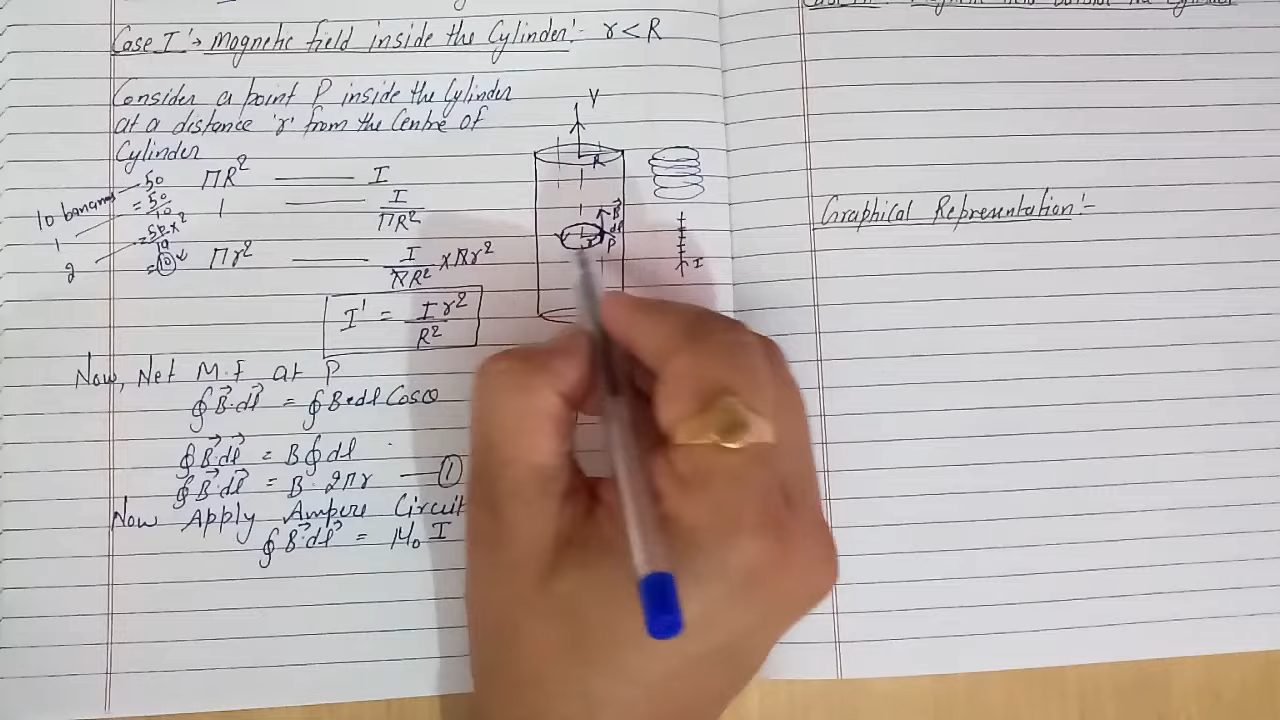 Case I :→ Magnetic field inside the Cylinder:- r < R
Consider a point P inside the Cylinder
at a distance 'r' from the Centre of
Cylinder
10 bananas 50
1 = 50/10
2 = 50/10 x 2
= 10
ΠR² — I
1 — I/ΠR²
Πr² — I/ΠR² × Πr²
I' = Ir²/R²
Now, Net M.F at P
∮B⃗.dl⃗ = ∮B•dl Cosθ
∮B⃗.dl⃗ = B∮dl
∮B⃗.dl⃗ = B. 2Πr — ①
Now Apply Ampere Circuit
∮B⃗.dl⃗ = μ₀ I
Y
R
B⃗
dl
r
P
I
Graphical Representation:-